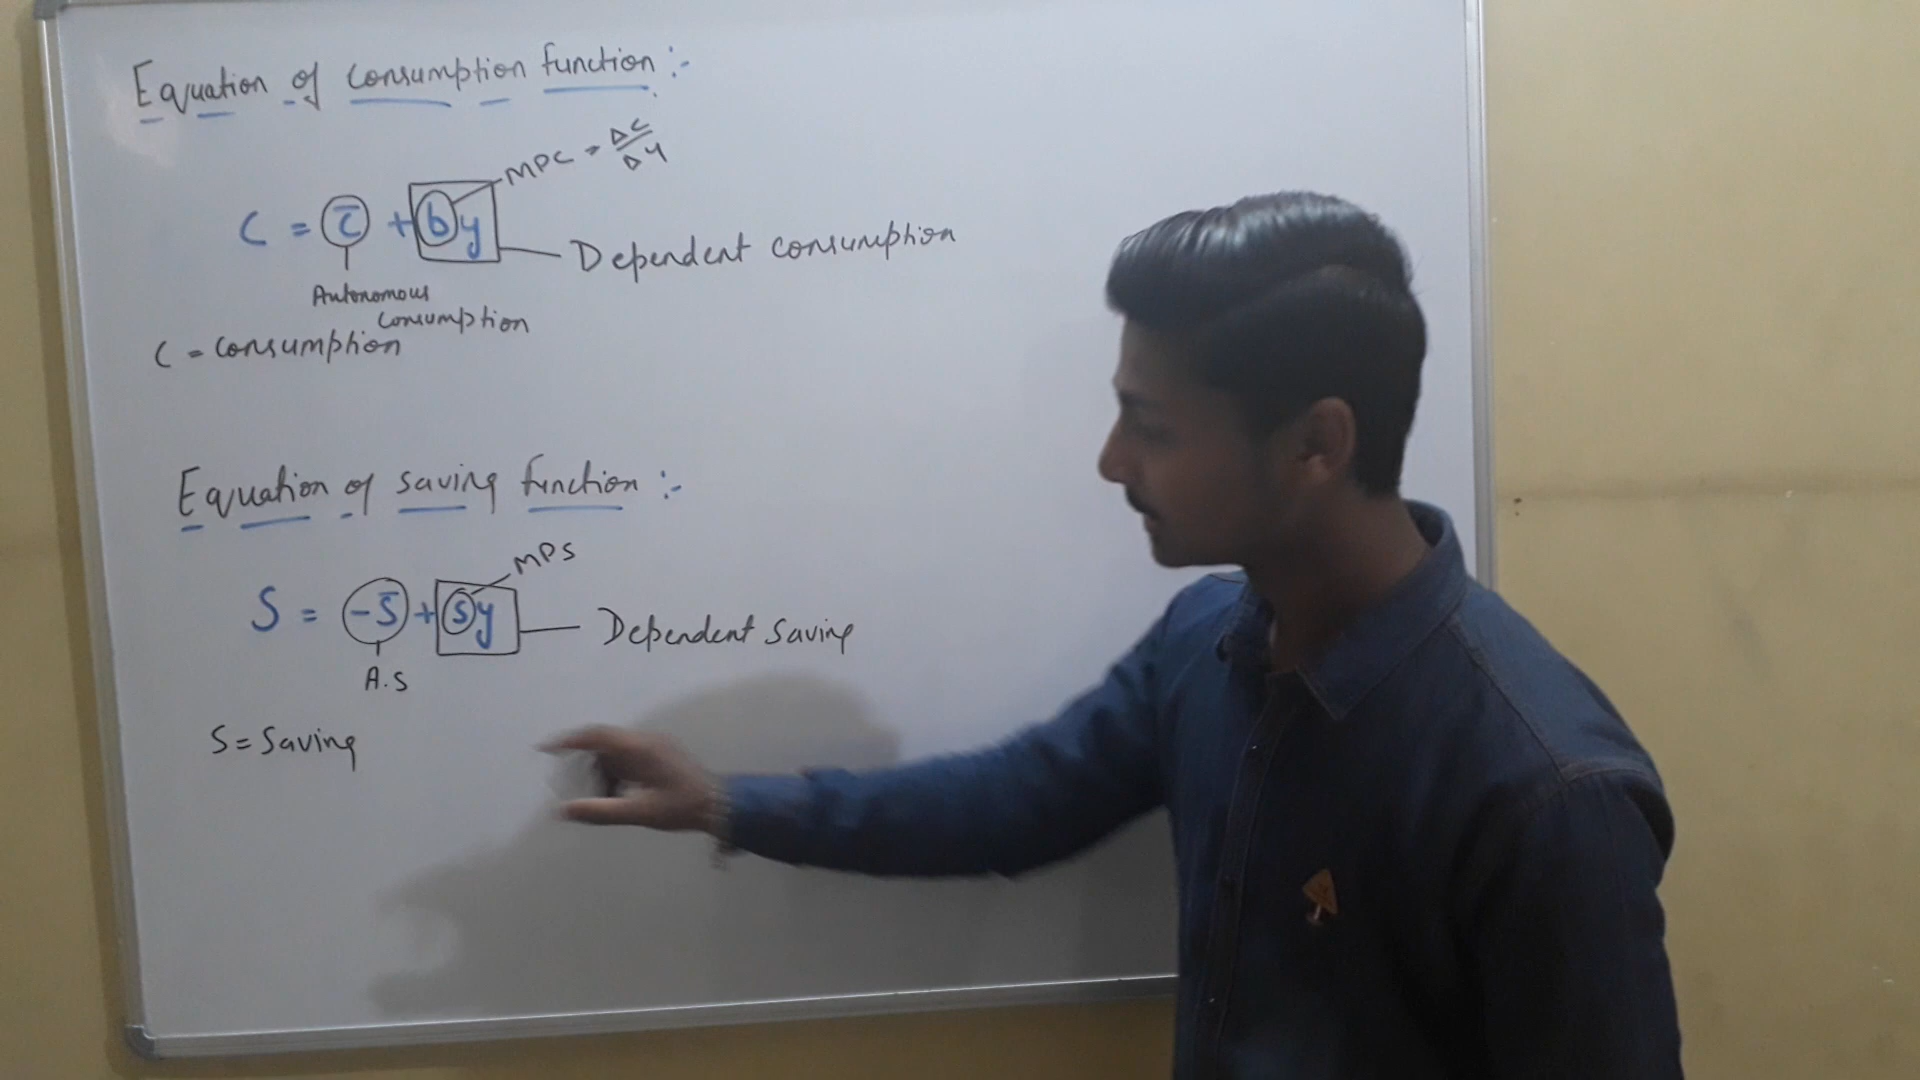 Equation of consumption function :-
MPC = ΔC/ΔY
C = c̄ + by
Dependent consumption
Autonomous
consumption
C = consumption
Equation of saving function :-
MPS
S = -s̄ + sy
Dependent saving
A.S
S = Saving